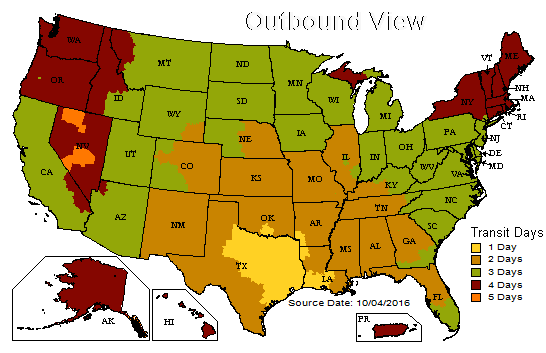 Outbound View
WA
OR
CA
NV
ID
MT
WY
UT
AZ
CO
NM
ND
SD
NE
KS
OK
TX
MN
IA
MO
AR
LA
WI
IL
MI
IN
OH
KY
TN
MS
AL
GA
FL
SC
NC
VA
WV
PA
NY
VT
ME
NH
MA
RI
CT
NJ
DE
MD
AK
HI
PR
Transit Days
1 Day
2 Days
3 Days
4 Days
5 Days
Source Date: 10/04/2016